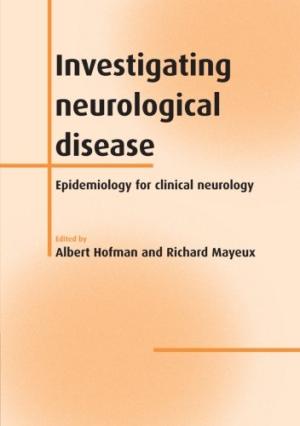 Investigating
neurological
disease
Epidemiology for clinical neurology
Edited by
Albert Hofman and Richard Mayeux